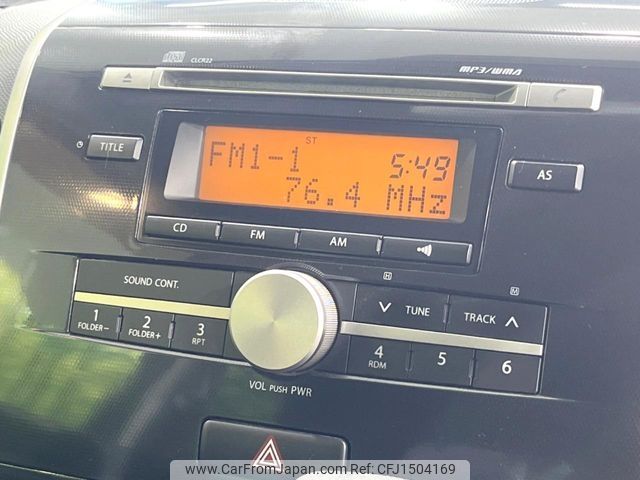 CLCR22
MP3/WMA
TITLE
ST
FM1-1 5:49
76.4 MHz
AS
CD FM AM
SOUND CONT.
H
M
TUNE TRACK
1 FOLDER-
2 FOLDER+
3 RPT
4 RDM
5
6
VOL PUSH PWR
www.CarFromJapan.com - CFJ1504169